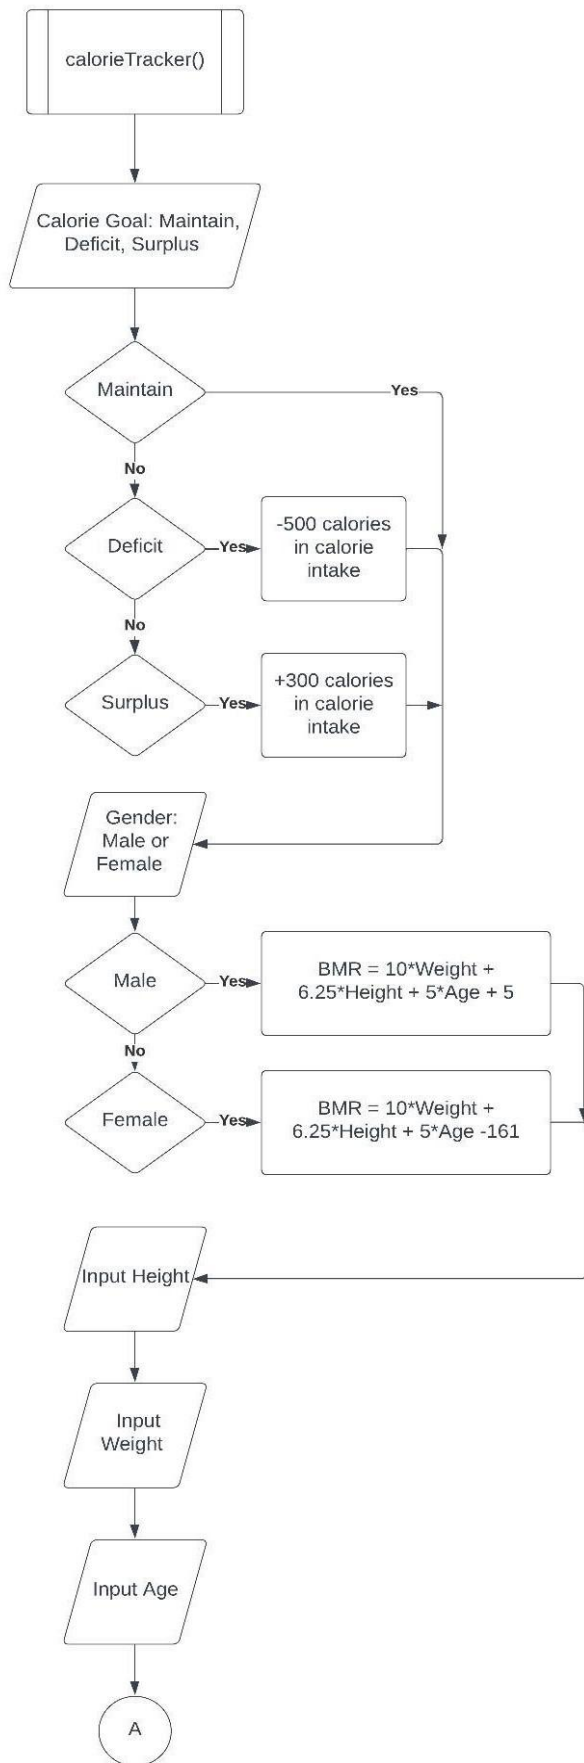 calorieTracker()
Calorie Goal: Maintain,
Deficit, Surplus
Maintain
Yes
No
Deficit
Yes
-500 calories
in calorie
intake
No
Surplus
Yes
+300 calories
in calorie
intake
Gender:
Male or
Female
Male
Yes
BMR = 10*Weight +
6.25*Height + 5*Age + 5
No
Female
Yes
BMR = 10*Weight +
6.25*Height + 5*Age -161
Input Height
Input
Weight
Input Age
A